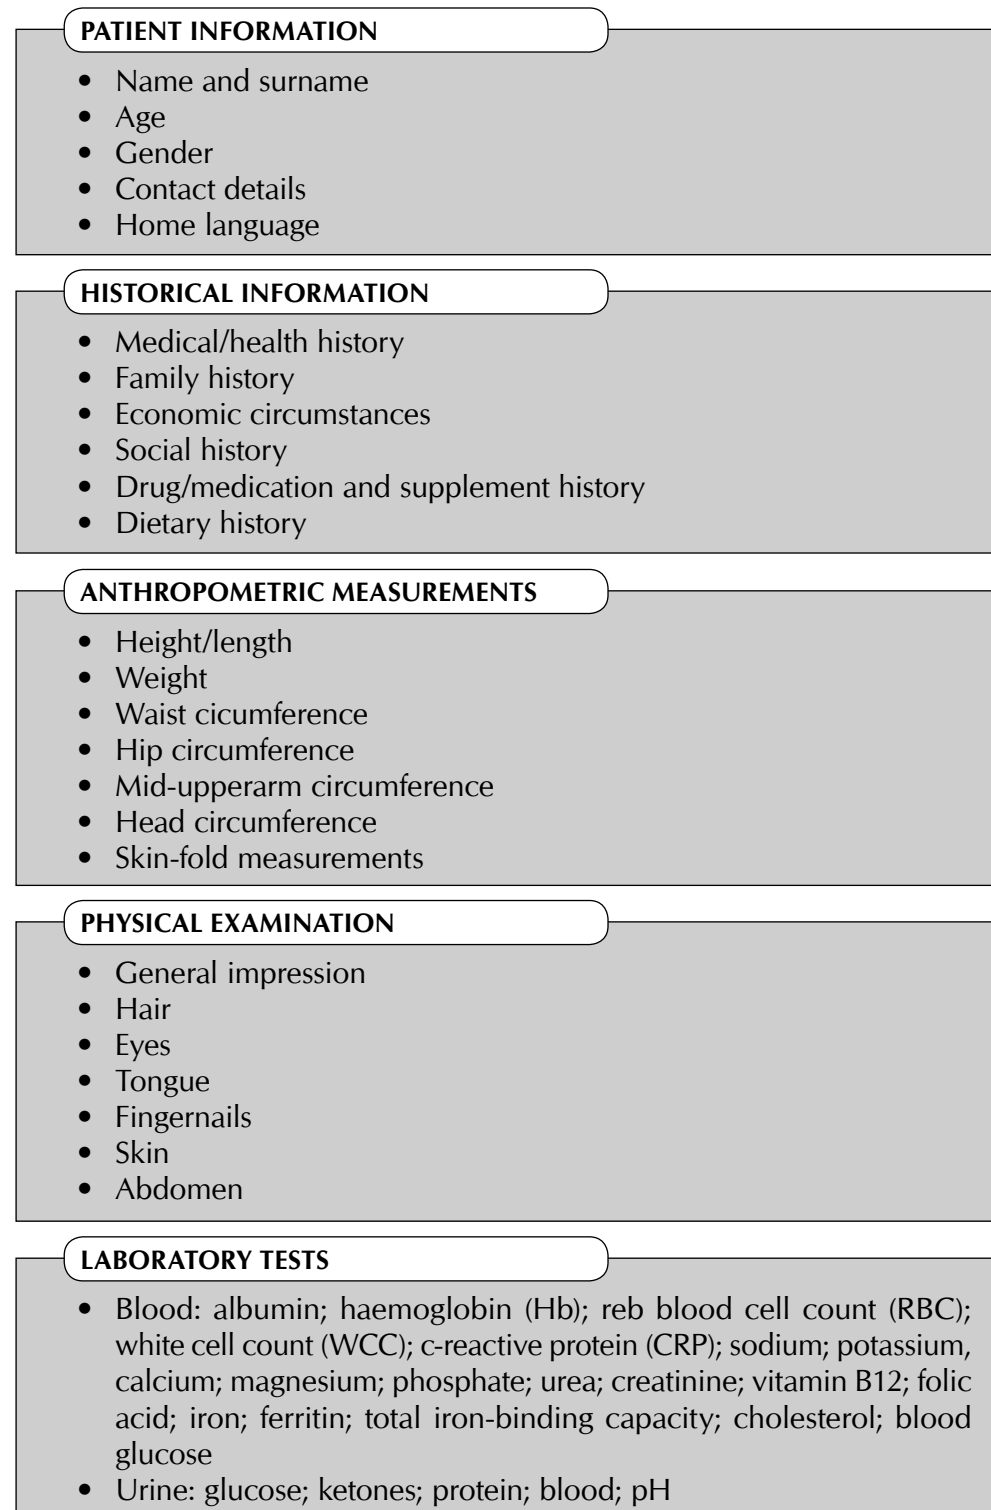 PATIENT INFORMATION
• Name and surname
• Age
• Gender
• Contact details
• Home language
HISTORICAL INFORMATION
• Medical/health history
• Family history
• Economic circumstances
• Social history
• Drug/medication and supplement history
• Dietary history
ANTHROPOMETRIC MEASUREMENTS
• Height/length
• Weight
• Waist cicumference
• Hip circumference
• Mid-upperarm circumference
• Head circumference
• Skin-fold measurements
PHYSICAL EXAMINATION
• General impression
• Hair
• Eyes
• Tongue
• Fingernails
• Skin
• Abdomen
LABORATORY TESTS
• Blood: albumin; haemoglobin (Hb); reb blood cell count (RBC);
white cell count (WCC); c-reactive protein (CRP); sodium; potassium,
calcium; magnesium; phosphate; urea; creatinine; vitamin B12; folic
acid; iron; ferritin; total iron-binding capacity; cholesterol; blood
glucose
• Urine: glucose; ketones; protein; blood; pH